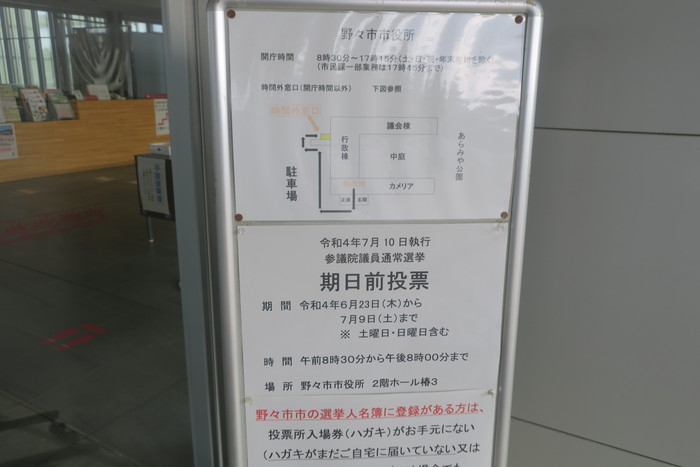 野々市市役所
開庁時間 8時30分～17時15分(土・日・祝・年末年始を除く)
(市民課一部業務は17時45分まで)
時間外窓口(開庁時間以外) 下図参照
時間外窓口
議会棟
行政棟
中庭
あらみや公園
駐車場
カメリア
正面
玄関
令和4年7月10日執行
参議院議員通常選挙
期日前投票
期 間 令和4年6月23日(木)から
7月9日(土)まで
※ 土曜日・日曜日含む
時 間 午前8時30分から午後8時00分まで
場 所 野々市市役所 2階ホール椿3
野々市市の選挙人名簿に登録がある方は、
投票所入場券(ハガキ)がお手元にない
(ハガキがまだご自宅に届いていない又は